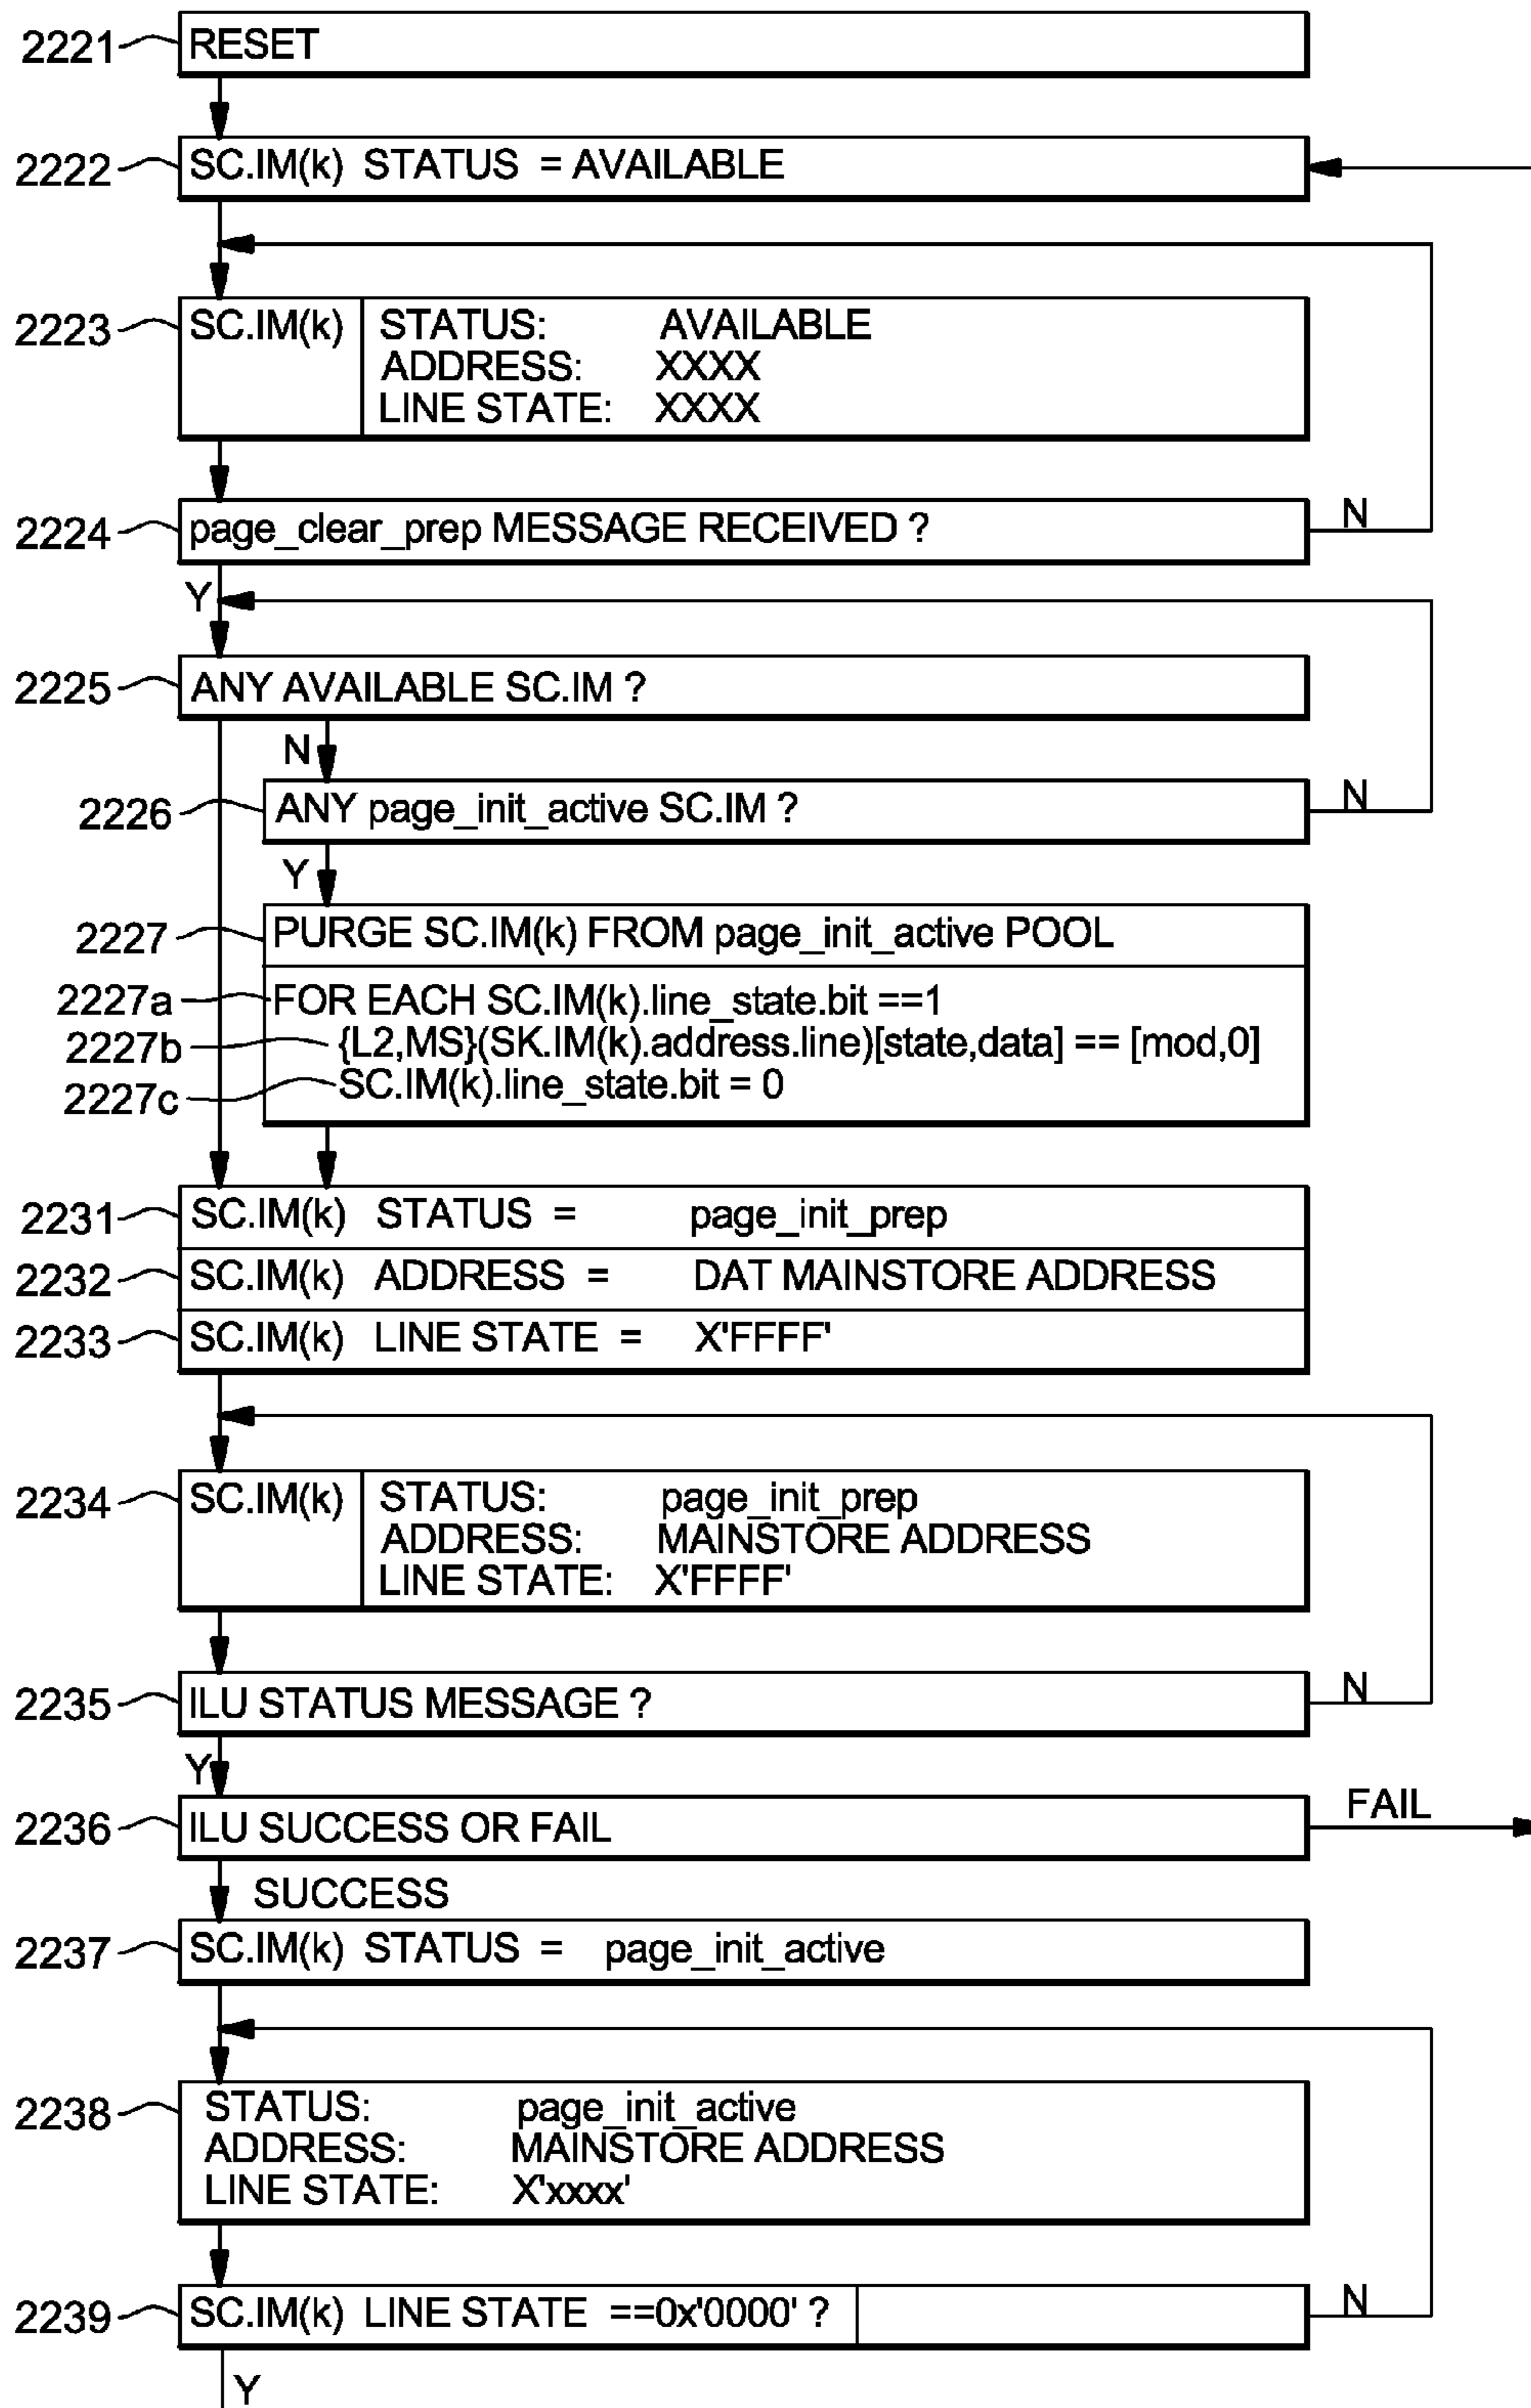 2221 RESET
2222 SC.IM(k) STATUS = AVAILABLE
2223 SC.IM(k) STATUS: AVAILABLE
ADDRESS: XXXX
LINE STATE: XXXX
2224 page_clear_prep MESSAGE RECEIVED ? N
Y
2225 ANY AVAILABLE SC.IM ?
N
2226 ANY page_init_active SC.IM ? N
Y
2227 PURGE SC.IM(k) FROM page_init_active POOL
2227a FOR EACH SC.IM(k).line_state.bit ==1
2227b {L2,MS}(SK.IM(k).address.line)[state,data] == [mod,0]
2227c SC.IM(k).line_state.bit = 0
2231 SC.IM(k) STATUS = page_init_prep
2232 SC.IM(k) ADDRESS = DAT MAINSTORE ADDRESS
2233 SC.IM(k) LINE STATE = X'FFFF'
2234 SC.IM(k) STATUS: page_init_prep
ADDRESS: MAINSTORE ADDRESS
LINE STATE: X'FFFF'
2235 ILU STATUS MESSAGE ? N
Y
2236 ILU SUCCESS OR FAIL FAIL
SUCCESS
2237 SC.IM(k) STATUS = page_init_active
2238 STATUS: page_init_active
ADDRESS: MAINSTORE ADDRESS
LINE STATE: X'xxxx'
2239 SC.IM(k) LINE STATE ==0x'0000' ? N
Y